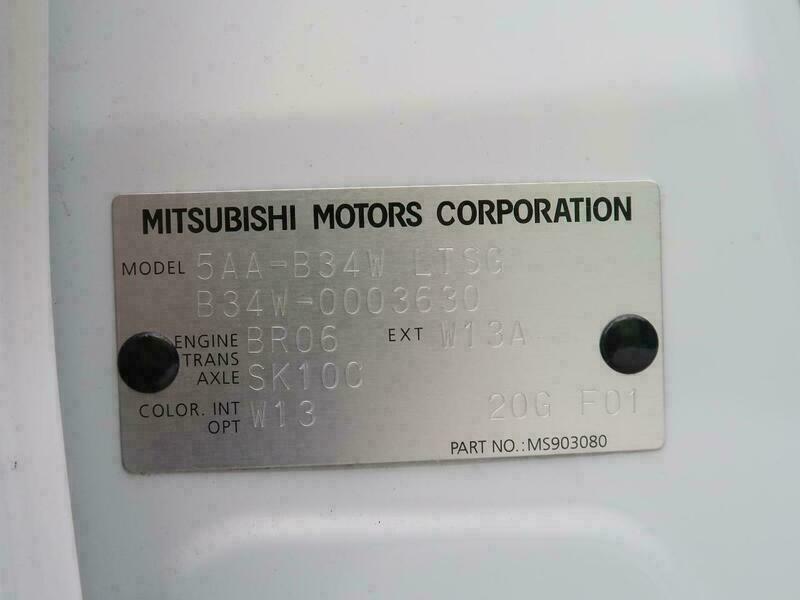 MITSUBISHI MOTORS CORPORATION
MODEL 5AA-B34W LTSG
B34W-0003630
ENGINE BR06 EXT W13A
TRANS
AXLE SK10C
COLOR. INT W13 20G F01
OPT
PART NO.:MS903080